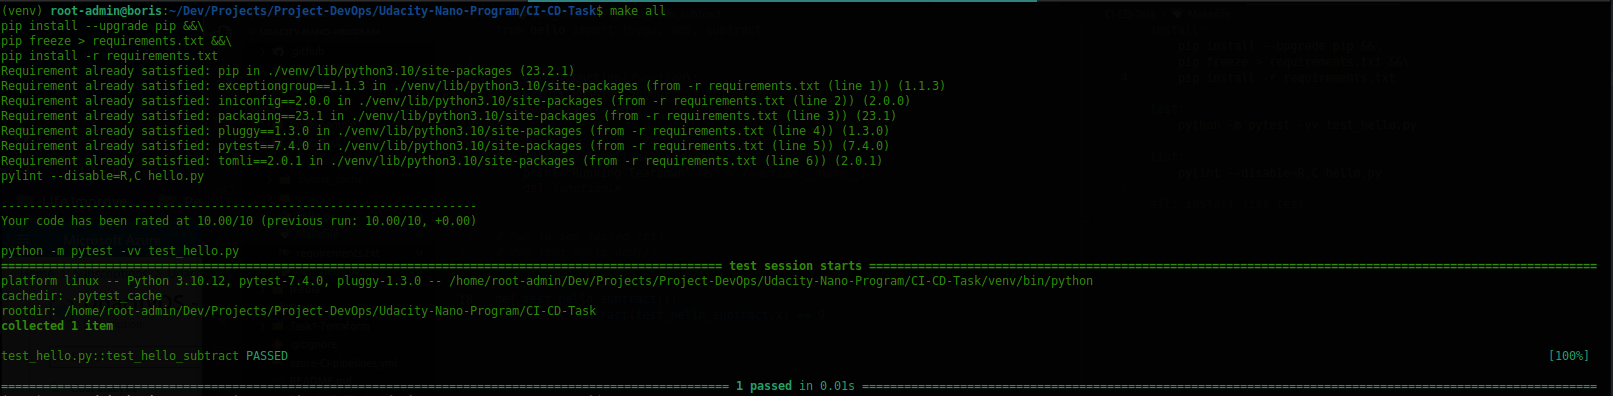 (venv) root-admin@boris:~/Dev/Projects/Project-DevOps/Udacity-Nano-Program/CI-CD-Task$ make all
pip install --upgrade pip &&\
pip freeze > requirements.txt &&\
pip install -r requirements.txt
Requirement already satisfied: pip in ./venv/lib/python3.10/site-packages (23.2.1)
Requirement already satisfied: exceptiongroup==1.1.3 in ./venv/lib/python3.10/site-packages (from -r requirements.txt (line 1)) (1.1.3)
Requirement already satisfied: iniconfig==2.0.0 in ./venv/lib/python3.10/site-packages (from -r requirements.txt (line 2)) (2.0.0)
Requirement already satisfied: packaging==23.1 in ./venv/lib/python3.10/site-packages (from -r requirements.txt (line 3)) (23.1)
Requirement already satisfied: pluggy==1.3.0 in ./venv/lib/python3.10/site-packages (from -r requirements.txt (line 4)) (1.3.0)
Requirement already satisfied: pytest==7.4.0 in ./venv/lib/python3.10/site-packages (from -r requirements.txt (line 5)) (7.4.0)
Requirement already satisfied: tomli==2.0.1 in ./venv/lib/python3.10/site-packages (from -r requirements.txt (line 6)) (2.0.1)
pylint --disable=R,C hello.py
--------------------------------------------------------------------
Your code has been rated at 10.00/10 (previous run: 10.00/10, +0.00)
python -m pytest -vv test_hello.py
======== test session starts ========
platform linux -- Python 3.10.12, pytest-7.4.0, pluggy-1.3.0 -- /home/root-admin/Dev/Projects/Project-DevOps/Udacity-Nano-Program/CI-CD-Task/venv/bin/python
cachedir: .pytest_cache
rootdir: /home/root-admin/Dev/Projects/Project-DevOps/Udacity-Nano-Program/CI-CD-Task
collected 1 item
test_hello.py::test_hello_subtract PASSED [100%]
======== 1 passed in 0.01s ========